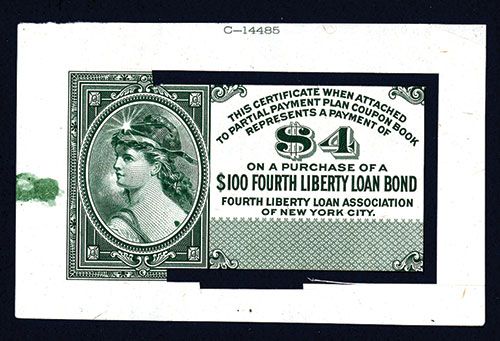 C-14485
THIS CERTIFICATE WHEN ATTACHED
TO PARTIAL PAYMENT PLAN COUPON BOOK
REPRESENTS A PAYMENT OF
$4
ON A PURCHASE OF A
$100 FOURTH LIBERTY LOAN BOND
FOURTH LIBERTY LOAN ASSOCIATION
OF NEW YORK CITY.